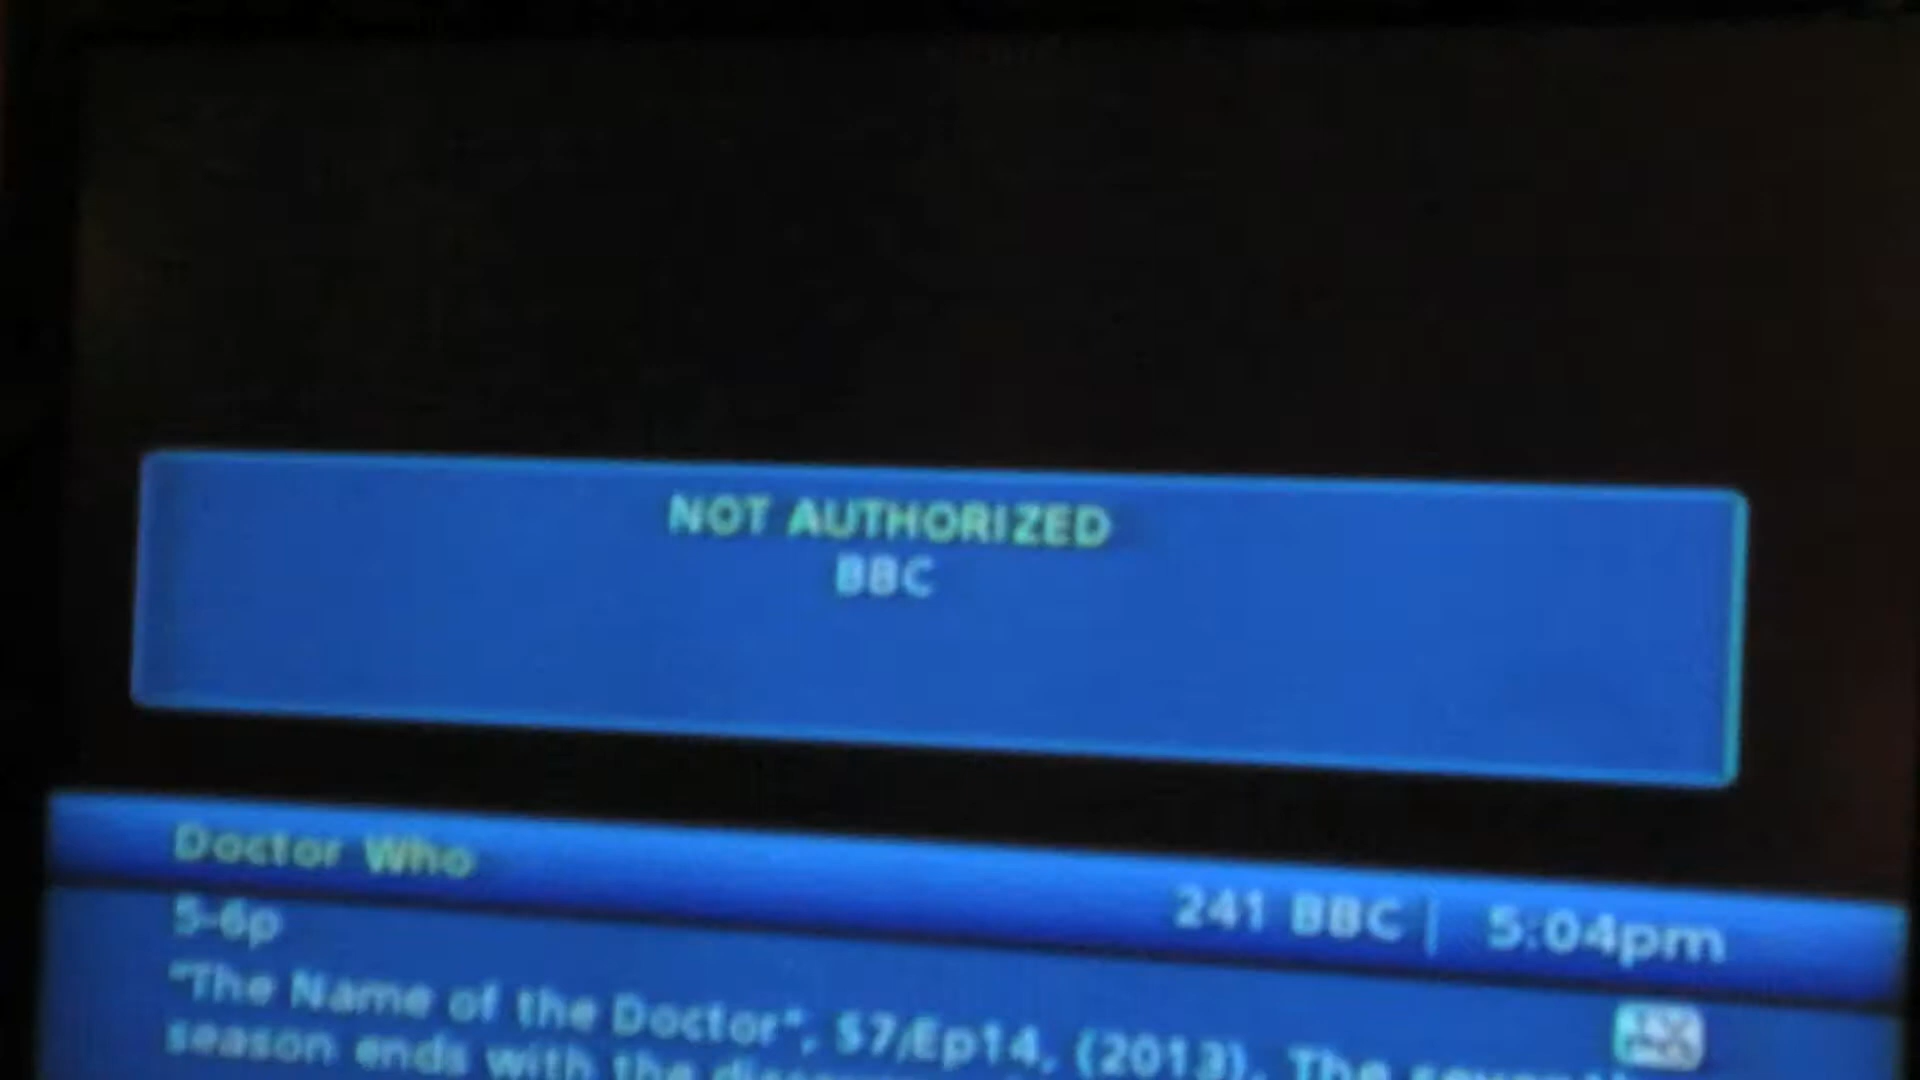 NOT AUTHORIZED
BBC
Doctor Who
241 BBC | 5:04pm
5-6p
"The Name of the Doctor", S7/Ep14, (2013). The
season ends with the